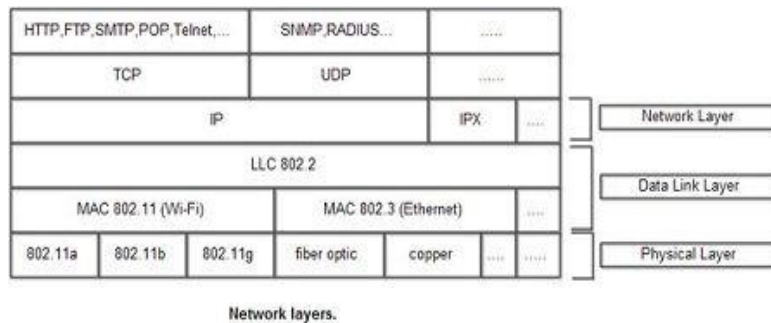 HTTP,FTP,SMTP,POP,Telnet,... SNMP,RADIUS... .....
TCP UDP ......
IP IPX .... Network Layer
LLC 802.2
Data Link Layer
MAC 802.11 (Wi-Fi) MAC 802.3 (Ethernet) ....
802.11a 802.11b 802.11g fiber optic copper .... ..... Physical Layer
Network layers.